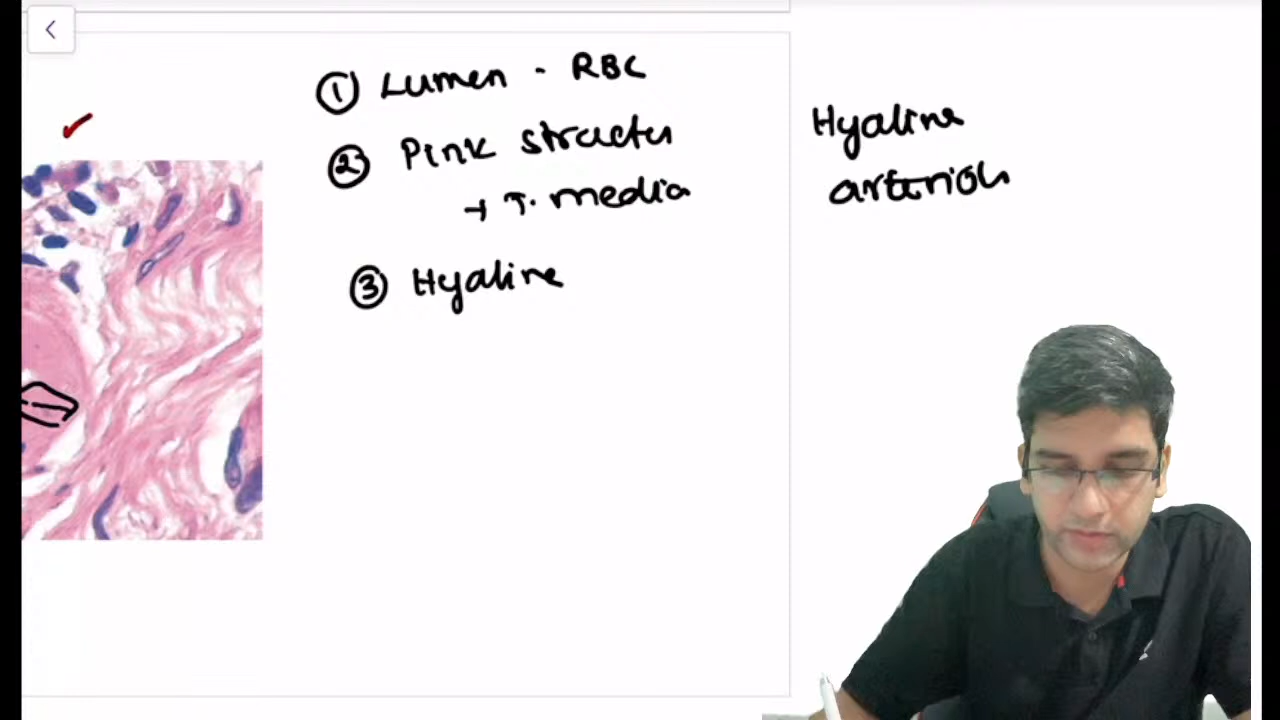 ① Lumen - RBC
② Pink structu
→ T. media
③ Hyaline
Hyaline
arteriol